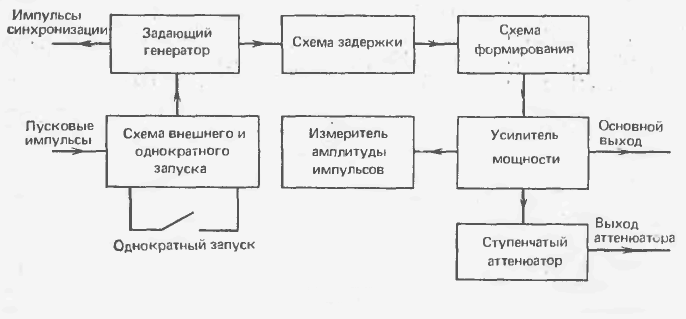 Импульсы
синхронизации
Задающий
генератор
Схема задержки
Схема
формирования
Пусковые
импульсы
Схема внешнего и
однократного
запуска
Измеритель
амплитуды
импульсов
Усилитель
мощности
Основной
выход
Однократный запуск
Ступенчатый
аттенюатор
Выход
аттенюатора